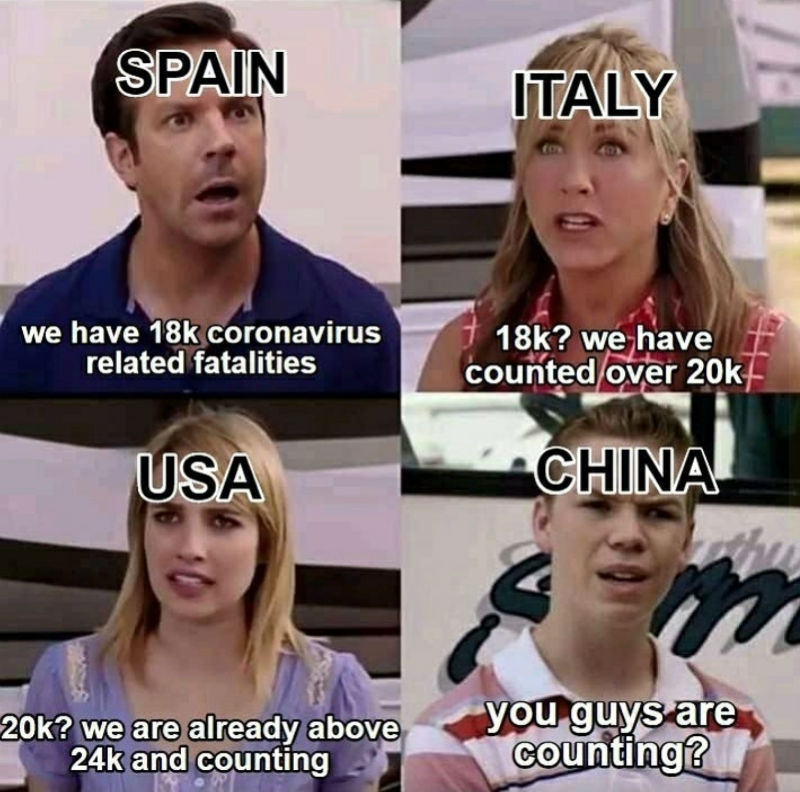 SPAIN
we have 18k coronavirus
related fatalities
ITALY
18k? we have
counted over 20k
USA
20k? we are already above
24k and counting
CHINA
you guys are
counting?